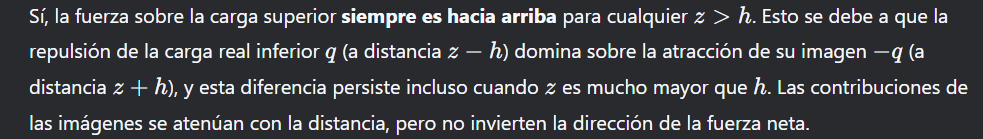 Sí, la fuerza sobre la carga superior siempre es hacia arriba para cualquier z > h. Esto se debe a que la
repulsión de la carga real inferior q (a distancia z − h) domina sobre la atracción de su imagen −q (a
distancia z + h), y esta diferencia persiste incluso cuando z es mucho mayor que h. Las contribuciones de
las imágenes se atenúan con la distancia, pero no invierten la dirección de la fuerza neta.